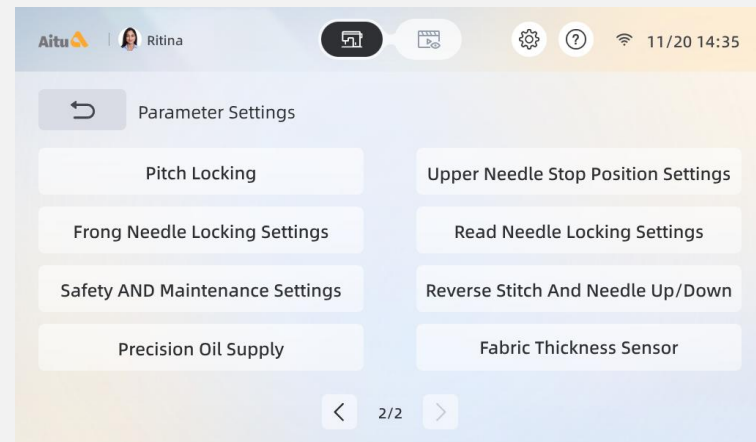 Aitu Ritina 11/20 14:35
Parameter Settings
Pitch Locking
Upper Needle Stop Position Settings
Frong Needle Locking Settings
Read Needle Locking Settings
Safety AND Maintenance Settings
Reverse Stitch And Needle Up/Down
Precision Oil Supply
Fabric Thickness Sensor
2/2